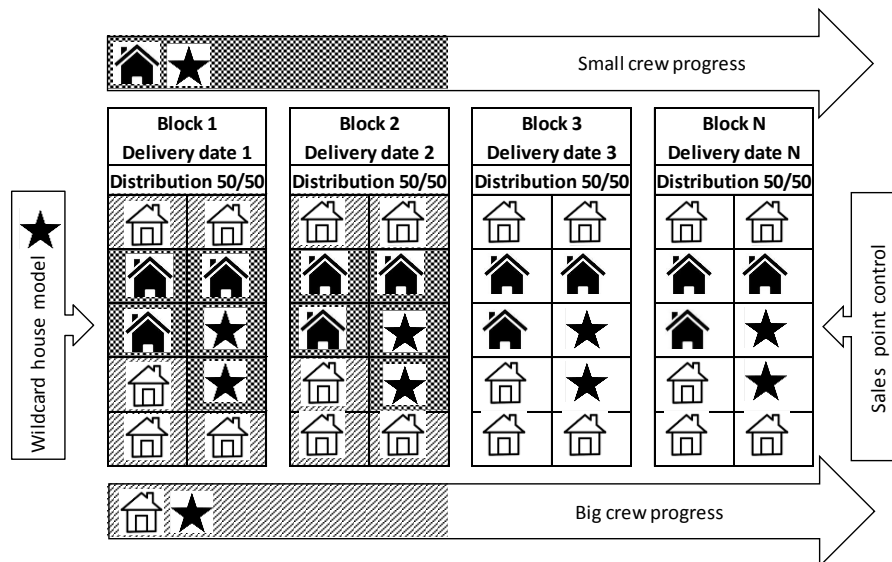 Small crew progress
Block 1
Delivery date 1
Distribution 50/50
Block 2
Delivery date 2
Distribution 50/50
Block 3
Delivery date 3
Distribution 50/50
Block N
Delivery date N
Distribution 50/50
Wildcard house model
Sales point control
Big crew progress